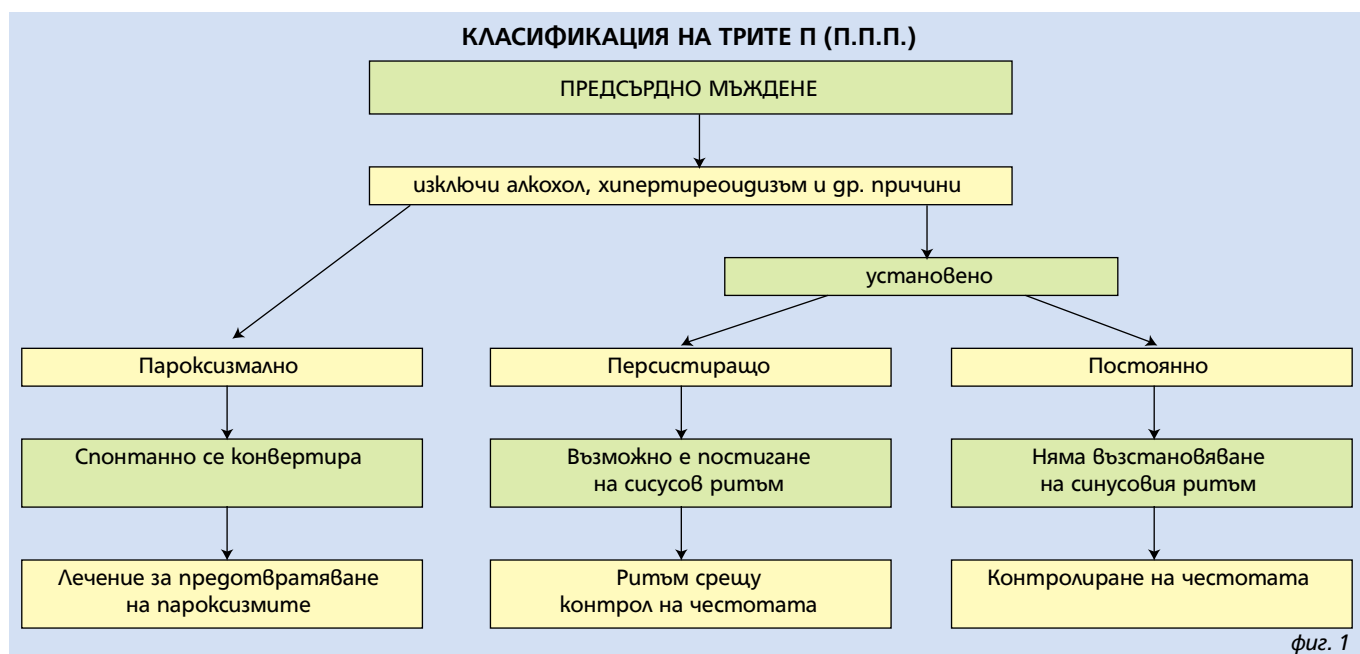 КЛАСИФИКАЦИЯ НА ТРИТЕ П (П.П.П.)
ПРЕДСЪРДНО МЪЖДЕНЕ
изключи алкохол, хипертиреоидизъм и др. причини
установено
Пароксизмално
Персистиращо
Постоянно
Спонтанно се конвертира
Възможно е постигане
на сисусов ритъм
Няма възстановяване
на синусовия ритъм
Лечение за предотвратяване
на пароксизмите
Ритъм срещу
контрол на честотата
Контролиране на честотата
фиг. 1